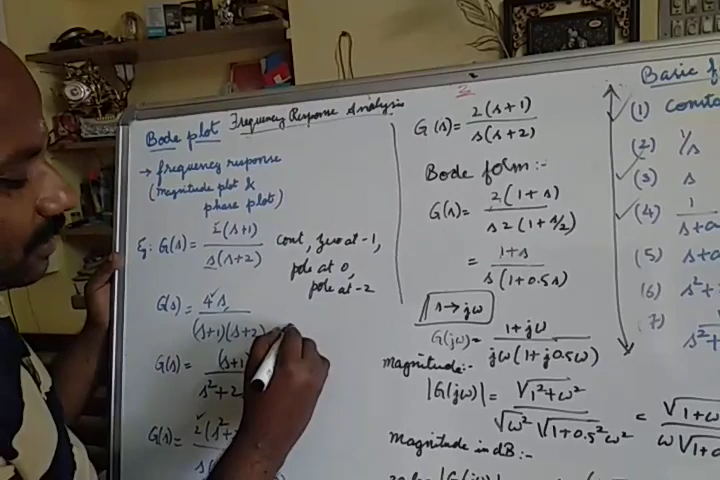 Frequency Response Analysis
Bode plot
→ frequency response
(magnitude plot &
phase plot)
Eg: G(s) = 2(s+1) / s(s+2) const, zero at -1,
pole at 0,
pole at -2
G(s) = 4s / (s+1)(s+2)
G(s) = (s+1 / s²+2
G(s) = 2(s²+ / s(
G(s) = 2(s+1) / s(s+2)
Bode form:-
G(s) = 2(1+s) / s2(1+s/2)
= 1+s / s(1+0.5s)
s→jω
G(jω) = 1+jω / jω(1+j0.5ω)
magnitude:-
|G(jω)| = √1²+ω² / √ω² √1+0.5²ω² = √1+ω / ω√1+0
Magnitude in dB:-
|G(jω)|
Basic f
(1) Consta
(2) 1/s
(3) s
(4) 1 / s+a
(5) s+a
(6) s²+
(7) / s²+